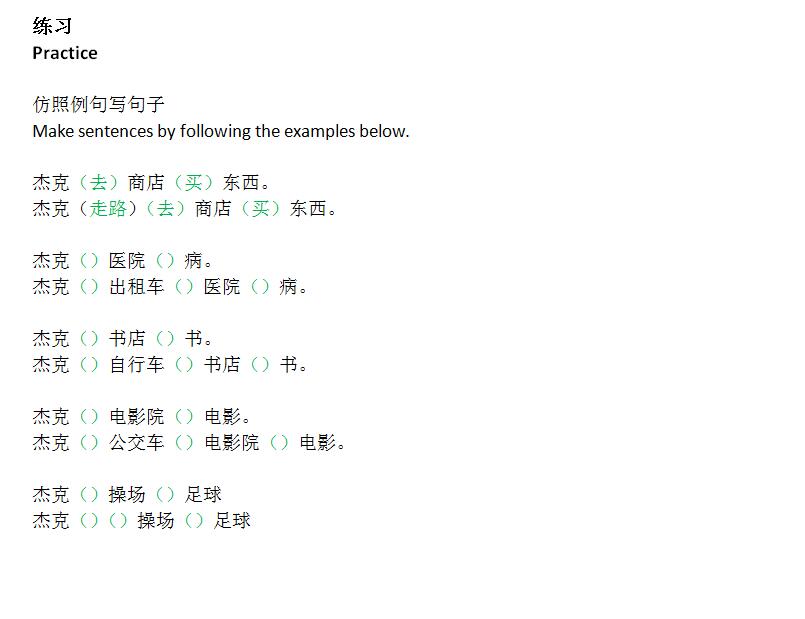 练习
Practice
仿照例句写句子
Make sentences by following the examples below.
杰克（去）商店（买）东西。
杰克（走路）（去）商店（买）东西。
杰克（）医院（）病。
杰克（）出租车（）医院（）病。
杰克（）书店（）书。
杰克（）自行车（）书店（）书。
杰克（）电影院（）电影。
杰克（）公交车（）电影院（）电影。
杰克（）操场（）足球
杰克（）（）操场（）足球